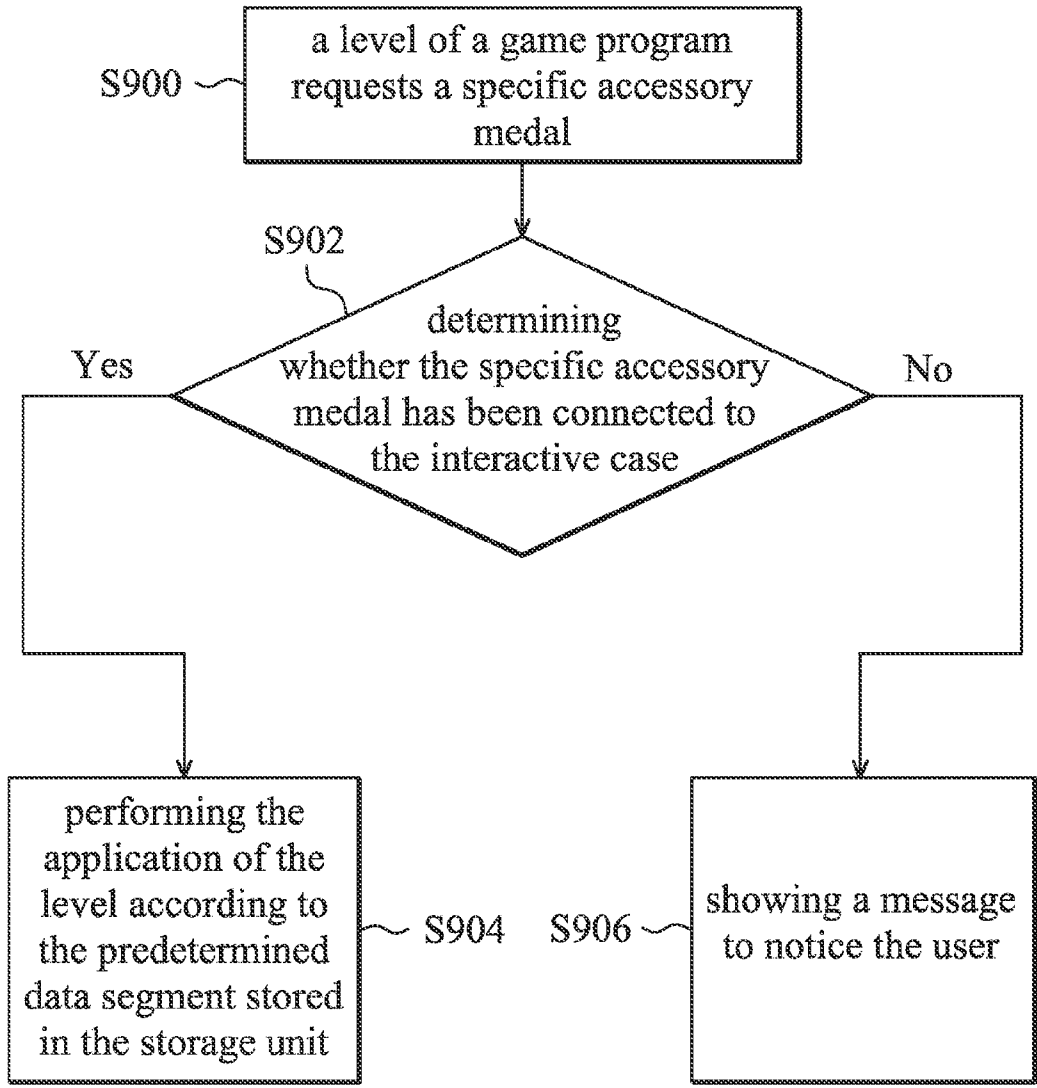 a level of a game program
requests a specific accessory
medal
S900
S902
determining
whether the specific accessory
medal has been connected to
the interactive case
Yes
No
performing the
application of the
level according to
the predetermined
data segment stored
in the storage unit
S904
S906
showing a message
to notice the user